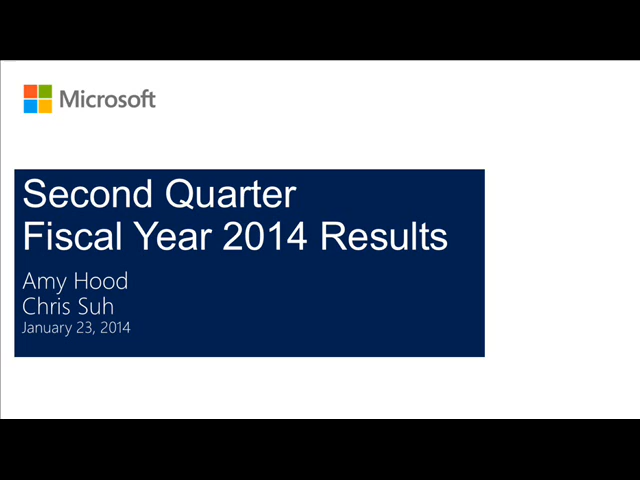 Microsoft
Second Quarter
Fiscal Year 2014 Results
Amy Hood
Chris Suh
January 23, 2014